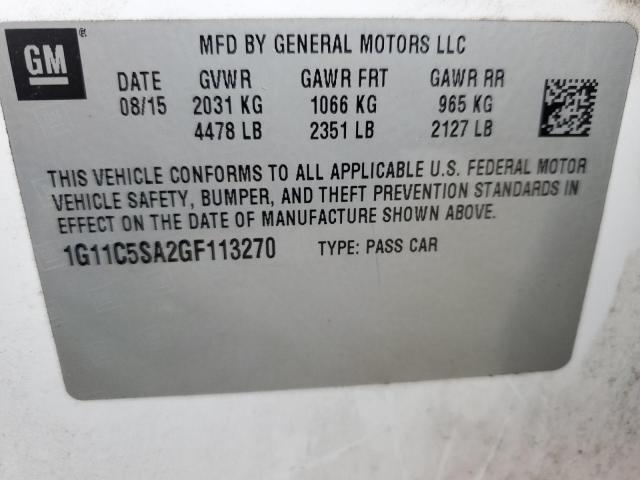 GM ®
MFD BY GENERAL MOTORS LLC
DATE GVWR GAWR FRT GAWR RR
08/15 2031 KG 1066 KG 965 KG
4478 LB 2351 LB 2127 LB
THIS VEHICLE CONFORMS TO ALL APPLICABLE U.S. FEDERAL MOTOR
VEHICLE SAFETY, BUMPER, AND THEFT PREVENTION STANDARDS IN
EFFECT ON THE DATE OF MANUFACTURE SHOWN ABOVE.
1G11C5SA2GF113270 TYPE: PASS CAR